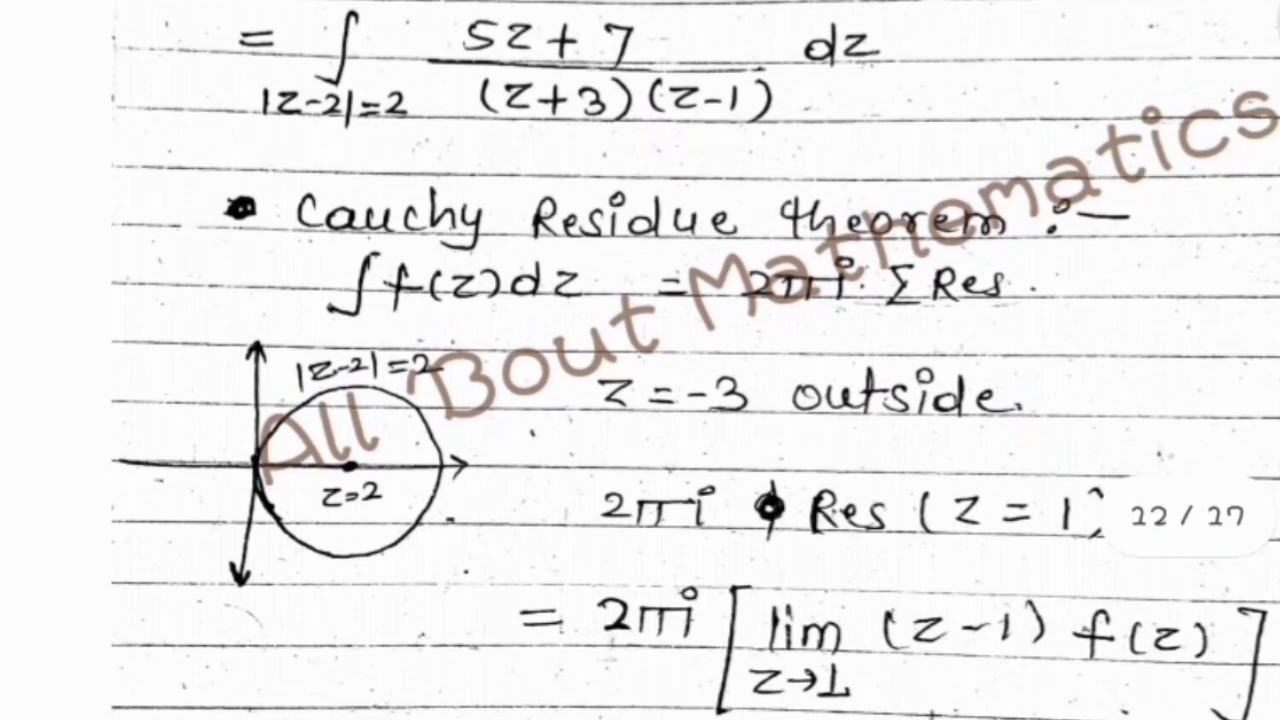 = ∫ 5z + 7 dz
|z-2|=2 (z+3)(z-1)
• Cauchy Residue theorem :—
∫ f(z)dz = 2πi ∑ Res.
|z-2|=2
z = -3 outside.
z=2
2πi Res (z = 1)
22 / 27
= 2πi [ lim (z-1) f(z) ]
z→1
All 'Bout Mathematics